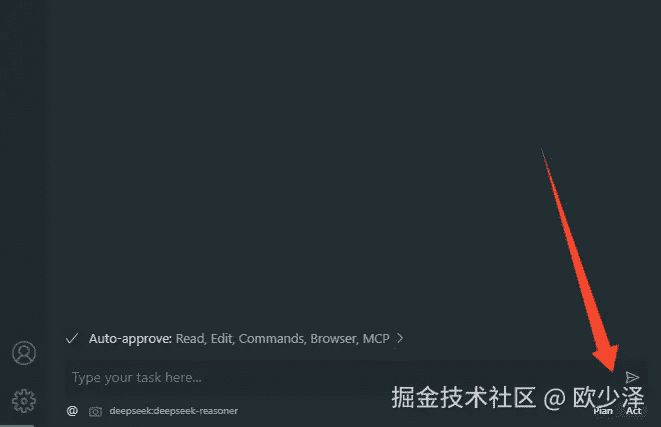 Auto-approve: Read, Edit, Commands, Browser, MCP
Type your task here...
掘金技术社区 @ 欧少泽
@ deepseek:deepseek-reasoner Plan Act